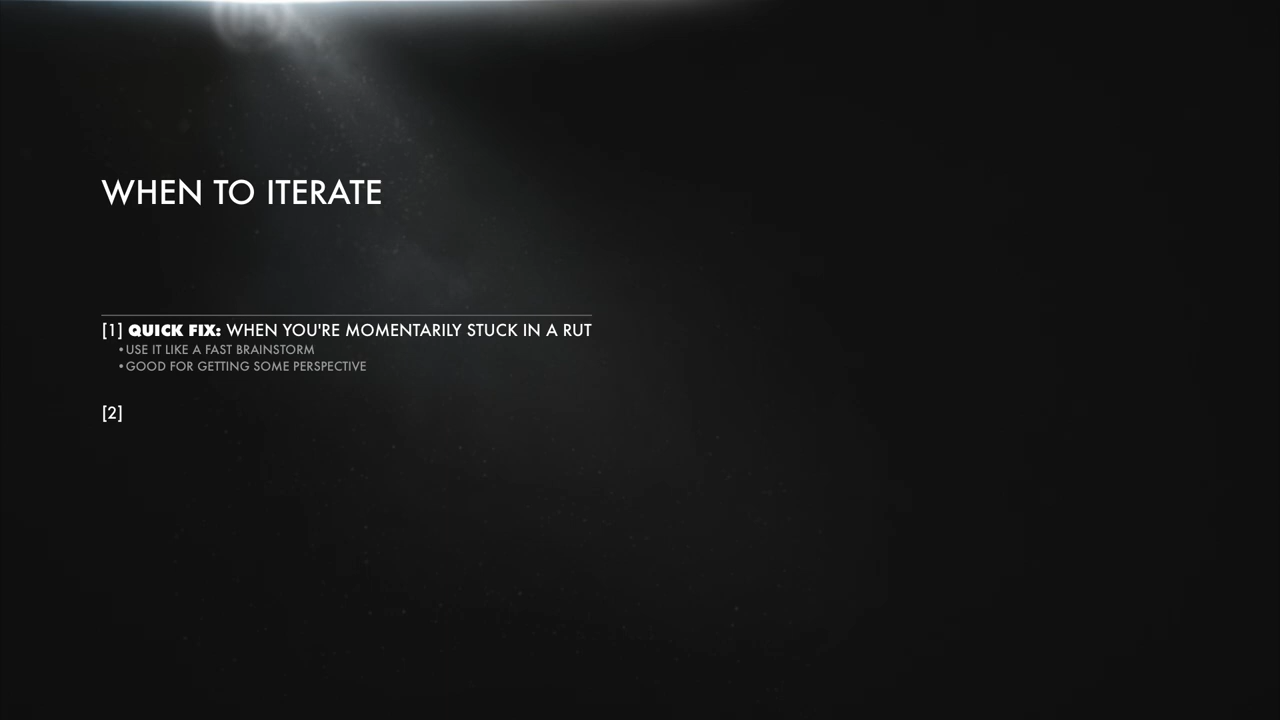 WHEN TO ITERATE
[1] QUICK FIX: WHEN YOU'RE MOMENTARILY STUCK IN A RUT
•USE IT LIKE A FAST BRAINSTORM
•GOOD FOR GETTING SOME PERSPECTIVE
[2]